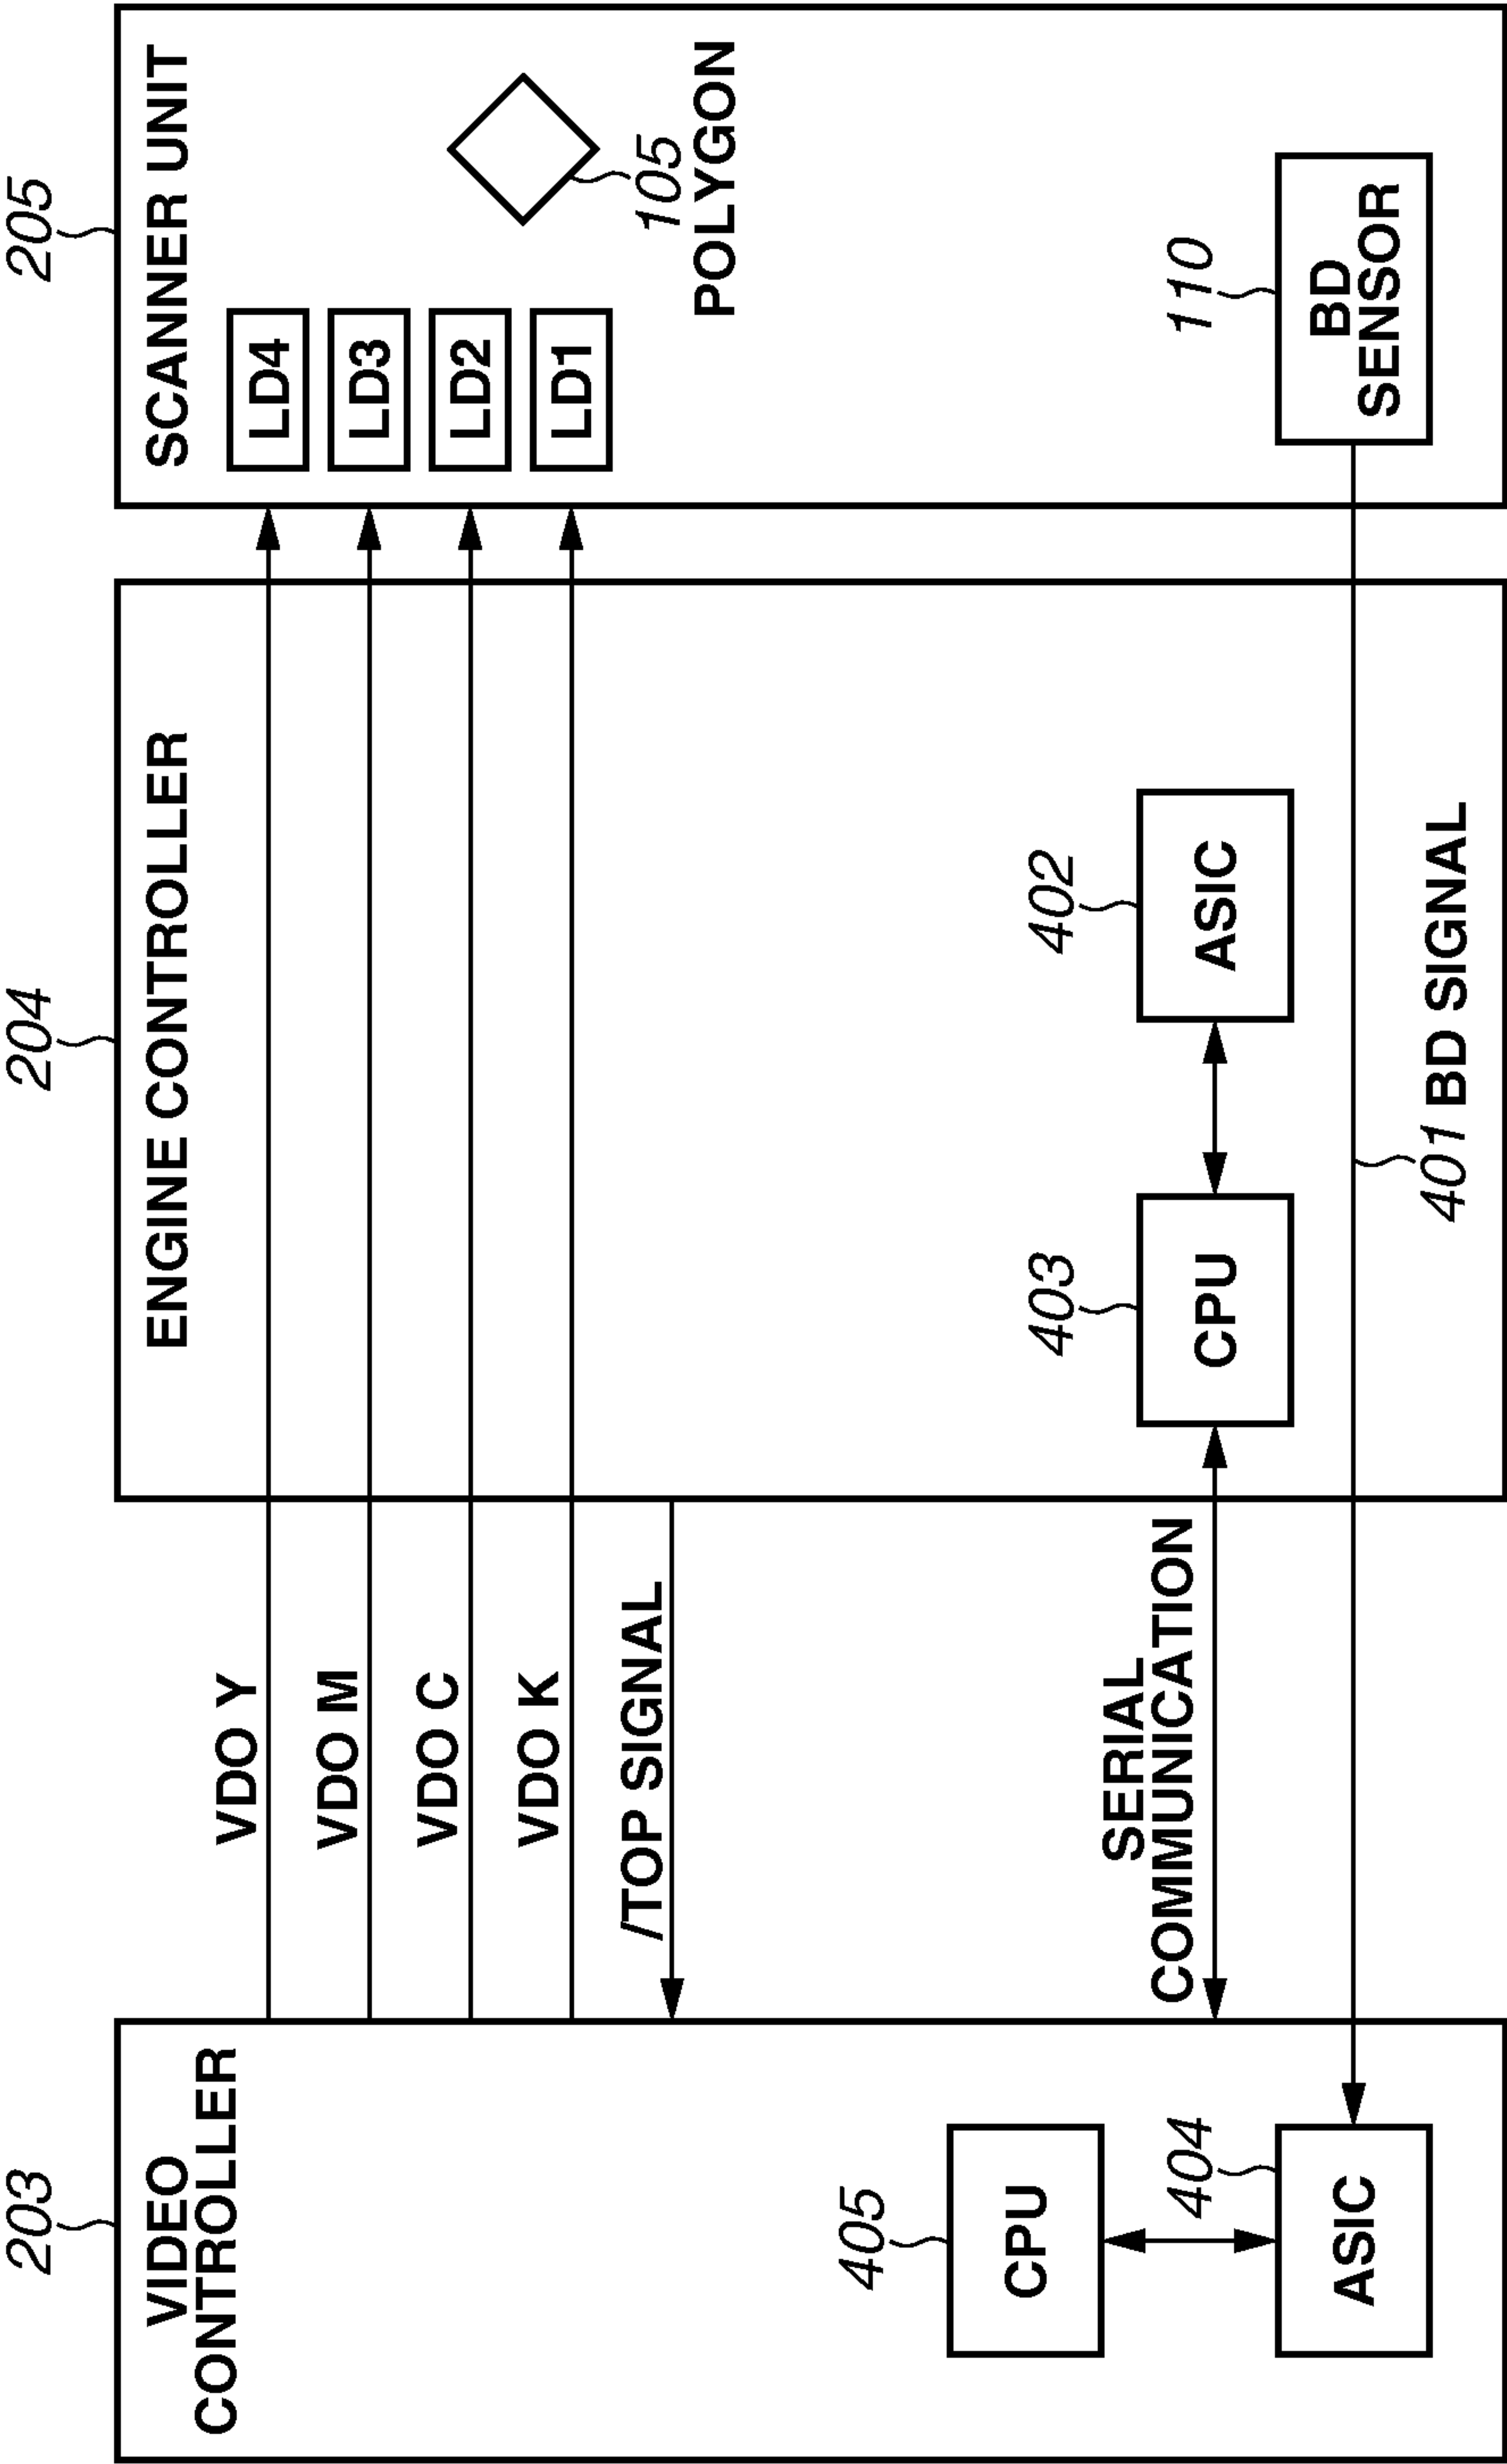 203
VIDEO
CONTROLLER
405
CPU
404
ASIC
VDO Y
VDO M
VDO C
VDO K
/TOP SIGNAL
SERIAL
COMMUNICATION
204
ENGINE CONTROLLER
403
CPU
402
ASIC
401 BD SIGNAL
205
SCANNER UNIT
LD4
LD3
LD2
LD1
105
POLYGON
110
BD
SENSOR